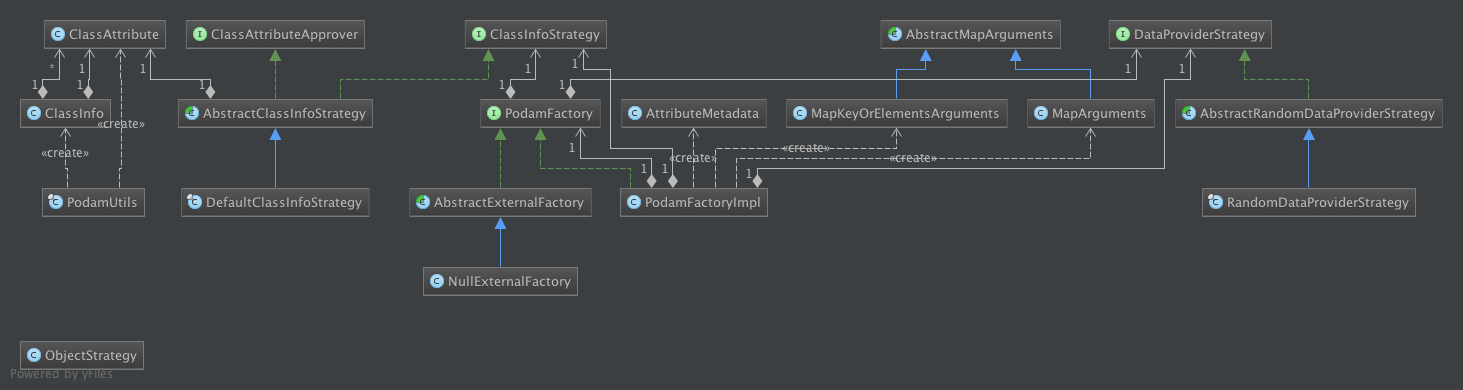 ClassAttribute
ClassAttributeApprover
ClassInfoStrategy
AbstractMapArguments
DataProviderStrategy
* 1 1 1 1 1 1
1 1 1 1 1
ClassInfo
AbstractClassInfoStrategy
PodamFactory
AttributeMetadata
MapKeyOrElementsArguments
MapArguments
AbstractRandomDataProviderStrategy
«create»
«create»
1
«create»
«create»
«create»
1 1 1
PodamUtils
DefaultClassInfoStrategy
AbstractExternalFactory
PodamFactoryImpl
RandomDataProviderStrategy
NullExternalFactory
ObjectStrategy
Powered by yFiles